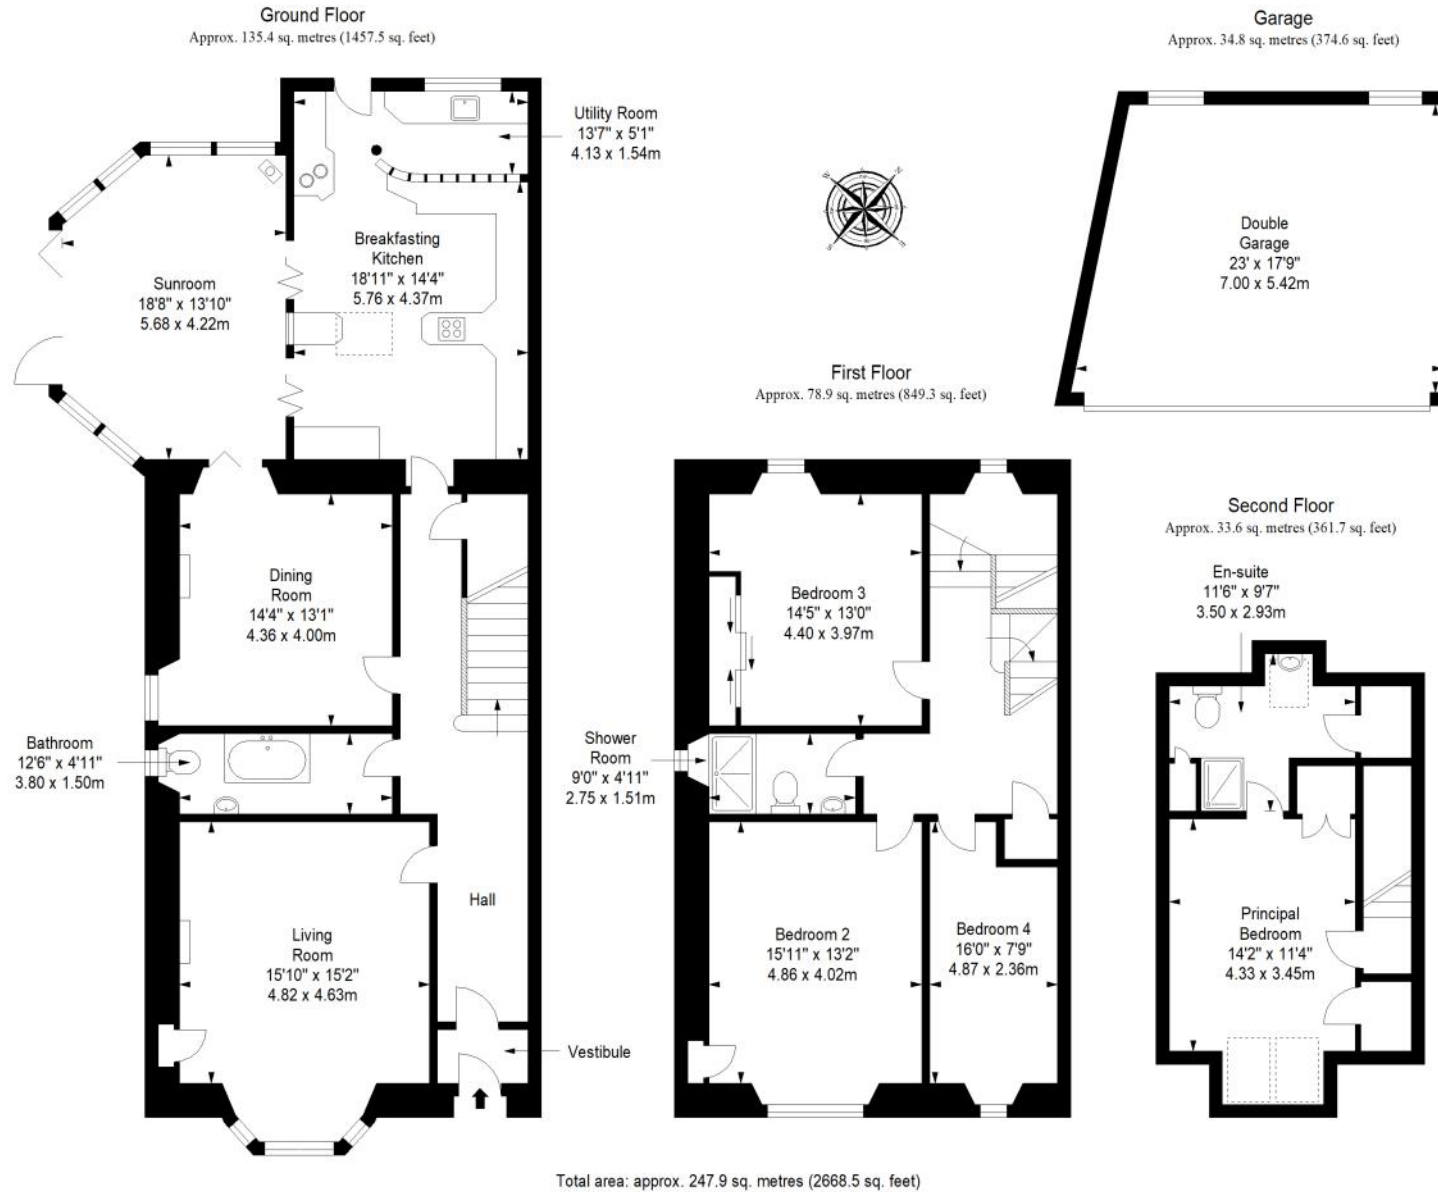 Ground Floor
Approx. 135.4 sq. metres (1457.5 sq. feet)
Garage
Approx. 34.8 sq. metres (374.6 sq. feet)
Utility Room
13'7" x 5'1"
4.13 x 1.54m
Breakfasting
Kitchen
18'11" x 14'4"
5.76 x 4.37m
Sunroom
18'8" x 13'10"
5.68 x 4.22m
W
N
S
E
Double
Garage
23' x 17'9"
7.00 x 5.42m
First Floor
Approx. 78.9 sq. metres (849.3 sq. feet)
Second Floor
Approx. 33.6 sq. metres (361.7 sq. feet)
En-suite
11'6" x 9'7"
3.50 x 2.93m
Dining
Room
14'4" x 13'1"
4.36 x 4.00m
Bedroom 3
14'5" x 13'0"
4.40 x 3.97m
Bathroom
12'6" x 4'11"
3.80 x 1.50m
Shower
Room
9'0" x 4'11"
2.75 x 1.51m
Hall
Living
Room
15'10" x 15'2"
4.82 x 4.63m
Bedroom 2
15'11" x 13'2"
4.86 x 4.02m
Bedroom 4
16'0" x 7'9"
4.87 x 2.36m
Principal
Bedroom
14'2" x 11'4"
4.33 x 3.45m
Vestibule
Total area: approx. 247.9 sq. metres (2668.5 sq. feet)